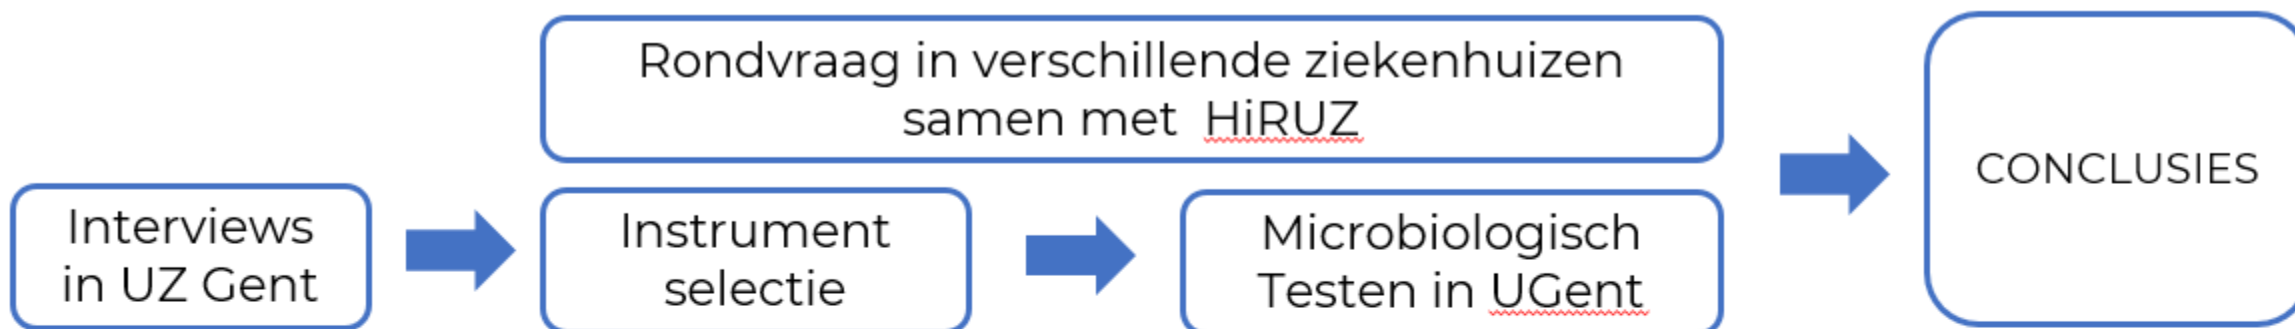 Rondvraag in verschillende ziekenhuizen
samen met HiRUZ
Interviews
in UZ Gent
Instrument
selectie
Microbiologisch
Testen in UGent
CONCLUSIES